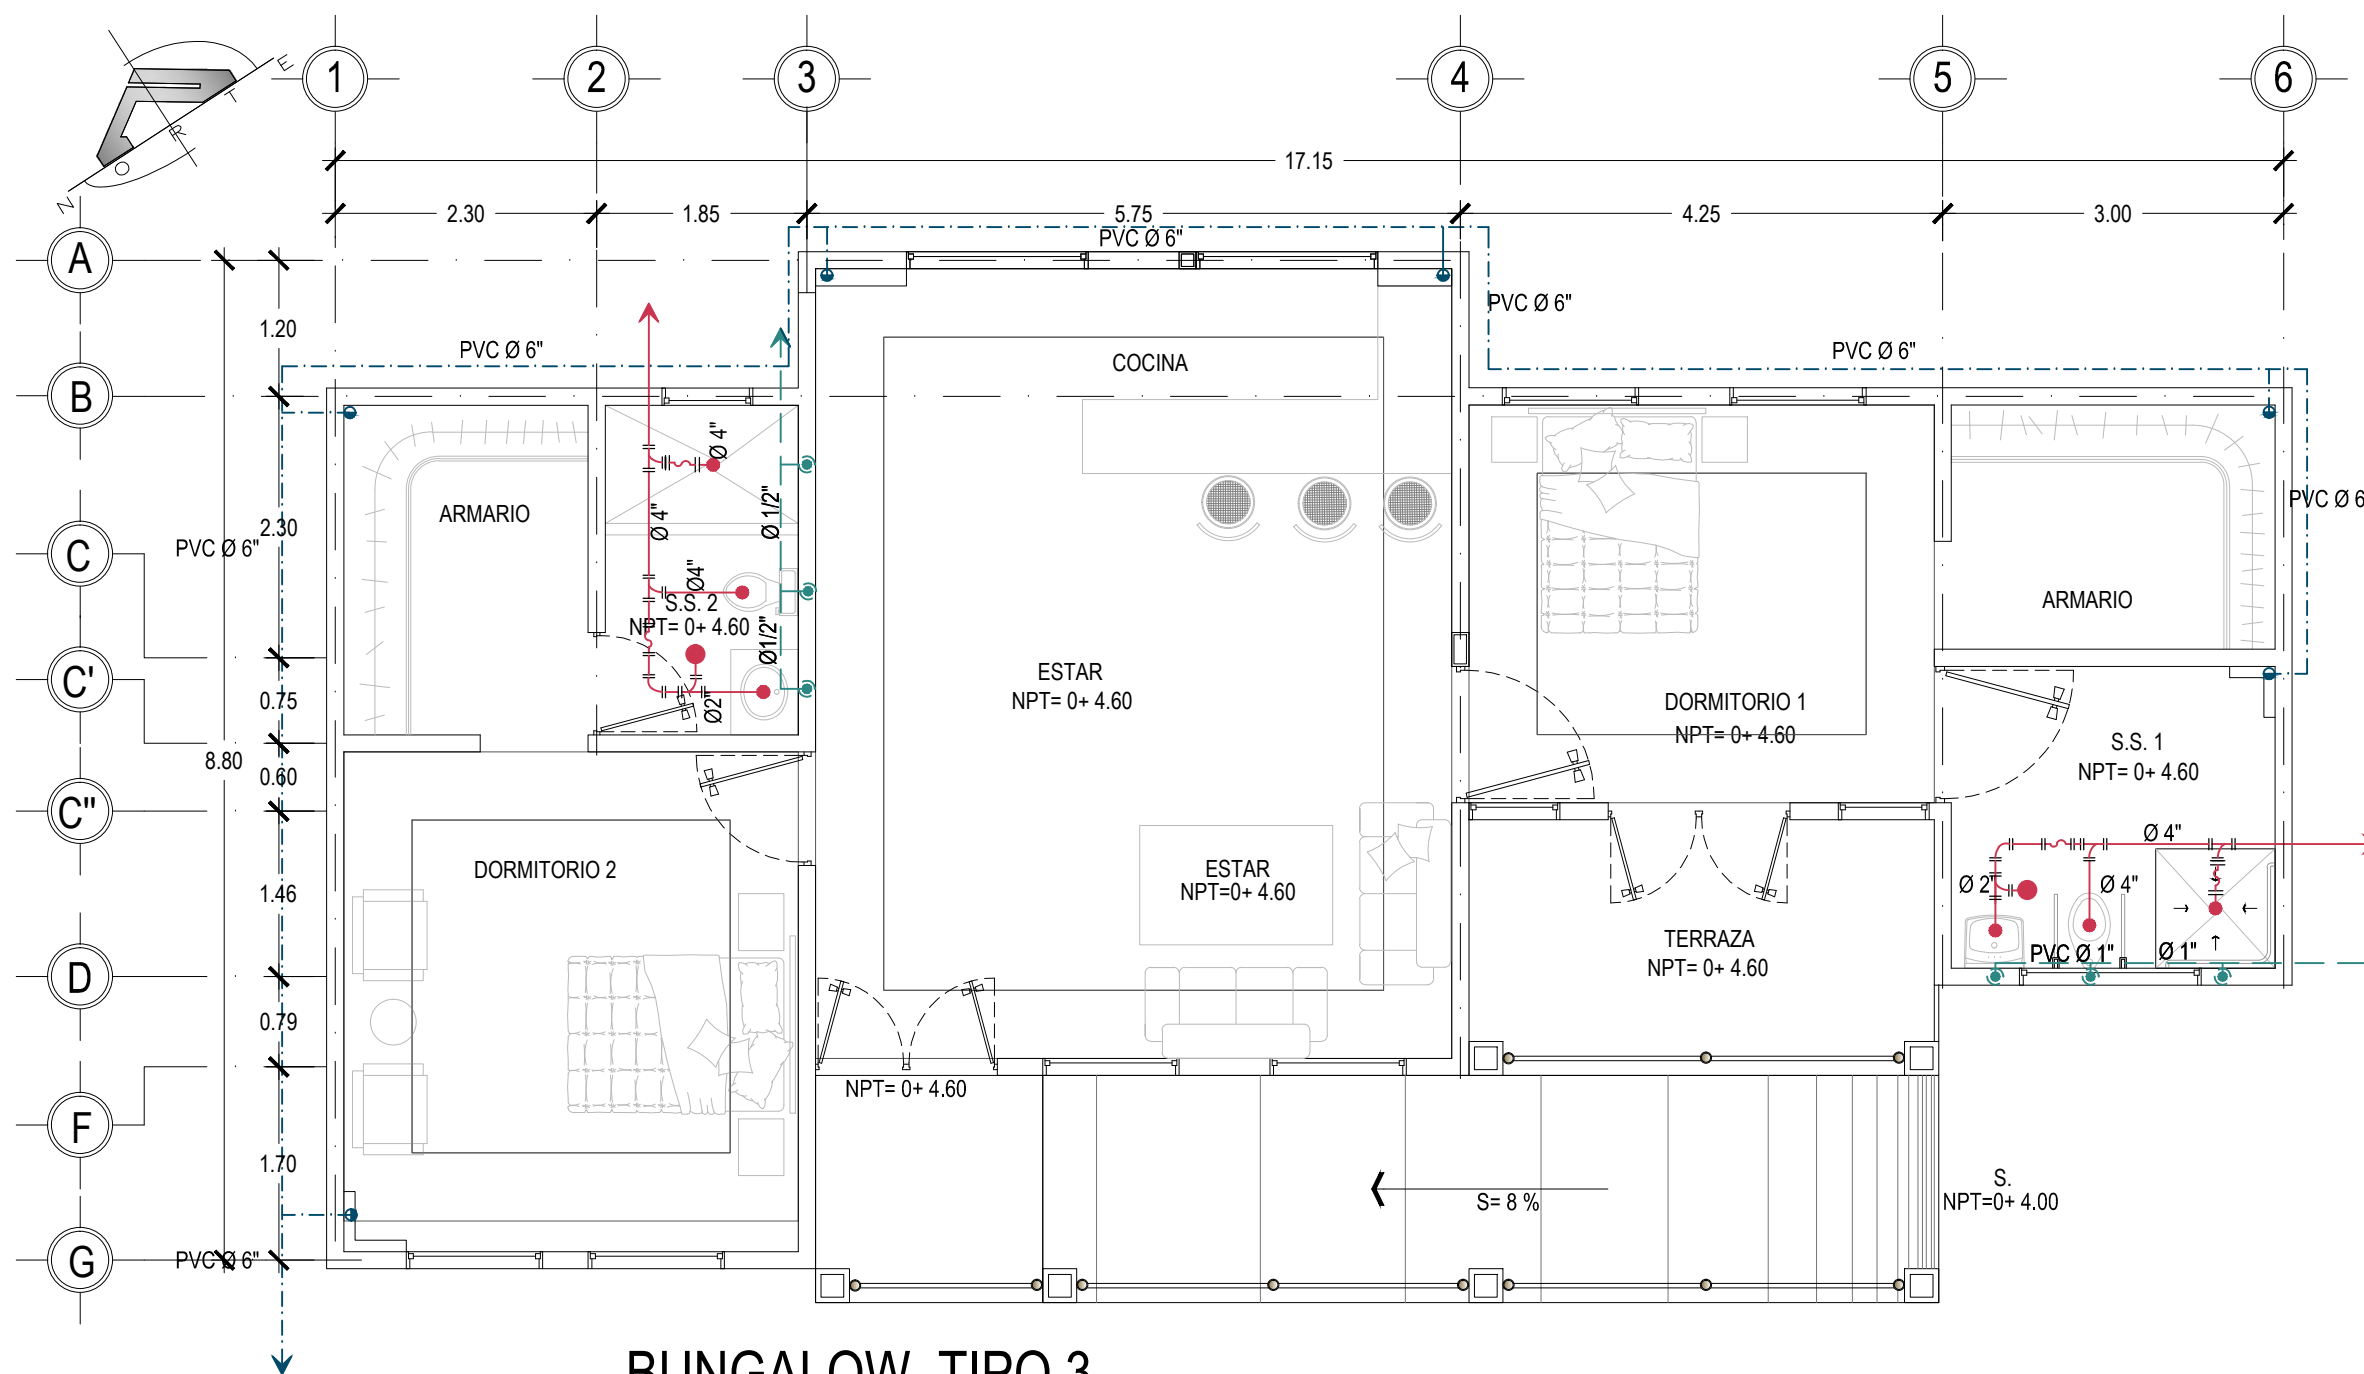 N
O
R
T
E
1
2
3
4
5
6
17.15
2.30
1.85
5.75
4.25
3.00
A
B
C
C'
C"
D
F
G
1.20
2.30
0.75
0.60
1.46
0.79
1.70
8.80
PVC Ø 6"
PVC Ø 6"
PVC Ø 6"
PVC Ø 6"
PVC Ø 6"
PVC Ø 6"
PVC Ø 6
COCINA
ARMARIO
Ø 4"
Ø 4"
Ø 1/2"
Ø4"
S.S. 2
NPT= 0+ 4.60
Ø1/2"
Ø2"
ESTAR
NPT= 0+ 4.60
DORMITORIO 1
NPT= 0+ 4.60
ARMARIO
S.S. 1
NPT= 0+ 4.60
Ø 4"
Ø 2"
Ø 4"
PVC Ø 1"
Ø 1"
DORMITORIO 2
ESTAR
NPT=0+ 4.60
TERRAZA
NPT= 0+ 4.60
NPT= 0+ 4.60
S= 8 %
S.
NPT=0+ 4.00
BUNGALOW TIPO 3